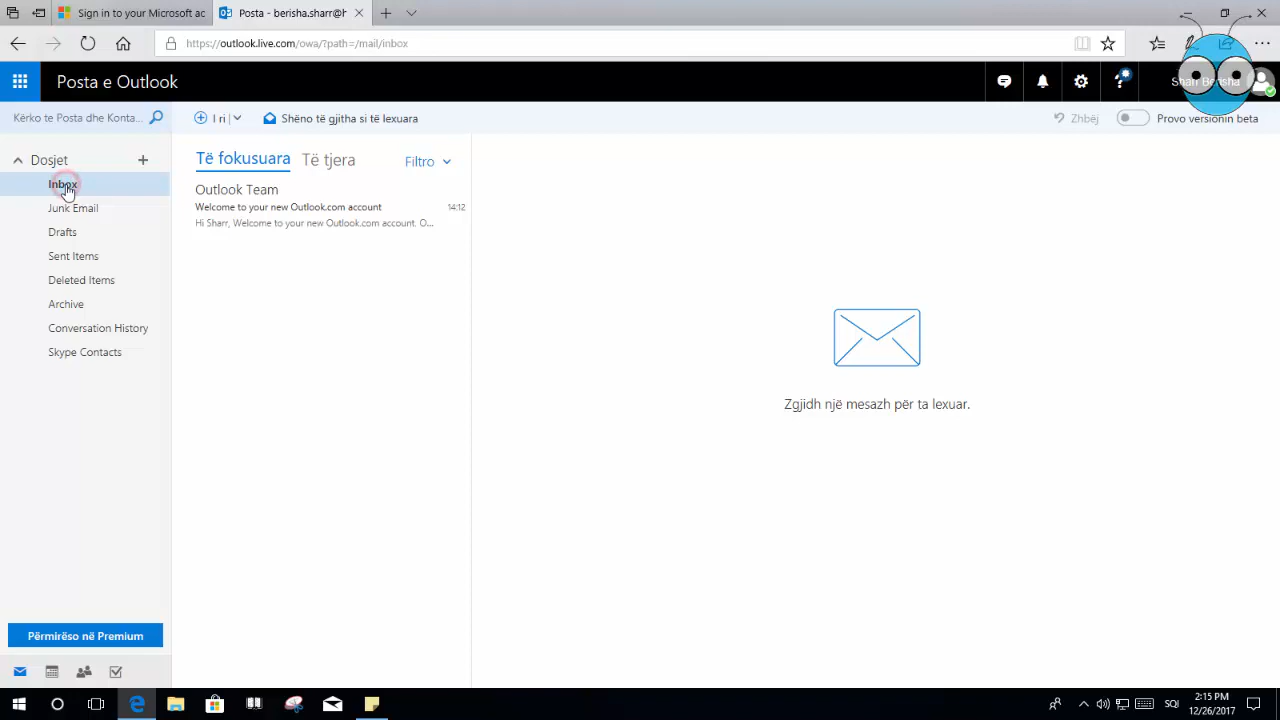 Sign in to your Microsoft ac
Posta - berisha.sharr@h
https://outlook.live.com/owa/?path=/mail/inbox
Posta e Outlook
Sharr Berisha
Kërko te Posta dhe Konta...
I ri
Shëno të gjitha si të lexuara
Zhbëj
Provo versionin beta
Dosjet
Inbox
Junk Email
Drafts
Sent Items
Deleted Items
Archive
Conversation History
Skype Contacts
Të fokusuara
Të tjera
Filtro
Outlook Team
Welcome to your new Outlook.com account
14:12
Hi Sharr, Welcome to your new Outlook.com account. O...
Zgjidh një mesazh për ta lexuar.
Përmirëso në Premium
SQI
2:15 PM
12/26/2017